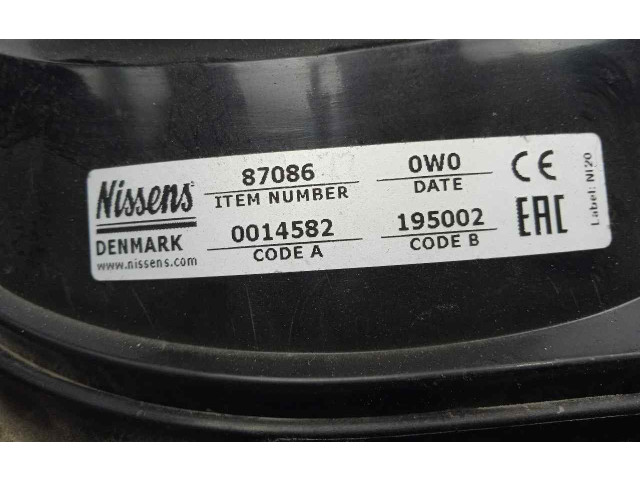 Nissens
DENMARK
www.nissens.com
87086
ITEM NUMBER
0014582
CODE A
0W0
DATE
195002
CODE B
CE
EAC
Label: NI20